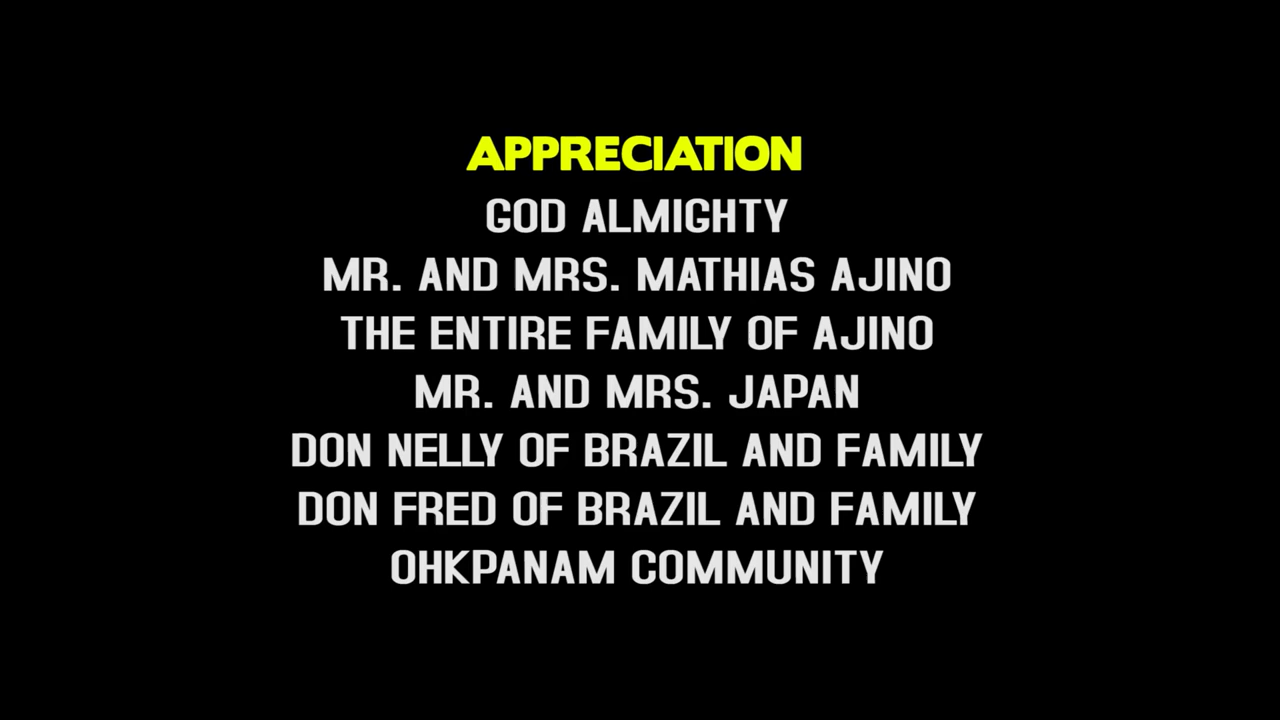 APPRECIATION
GOD ALMIGHTY
MR. AND MRS. MATHIAS AJINO
THE ENTIRE FAMILY OF AJINO
MR. AND MRS. JAPAN
DON NELLY OF BRAZIL AND FAMILY
DON FRED OF BRAZIL AND FAMILY
OHKPANAM COMMUNITY